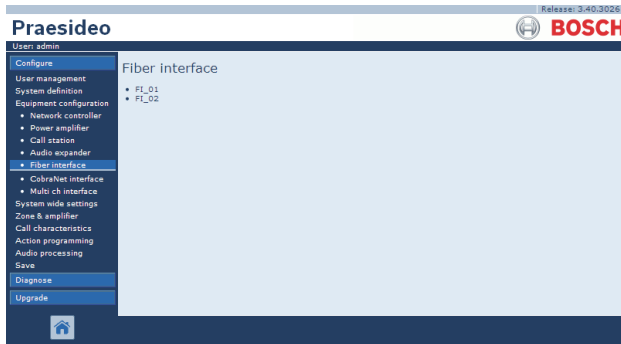 Release: 3.40.3026
Praesideo
BOSCH
User: admin
Configure
User management
System definition
Equipment configuration
• Network controller
• Power amplifier
• Call station
• Audio expander
• Fiber interface
• CobraNet interface
• Multi ch interface
System wide settings
Zone & amplifier
Call characteristics
Action programming
Audio processing
Save
Diagnose
Upgrade
Fiber interface
• FI_01
• FI_02